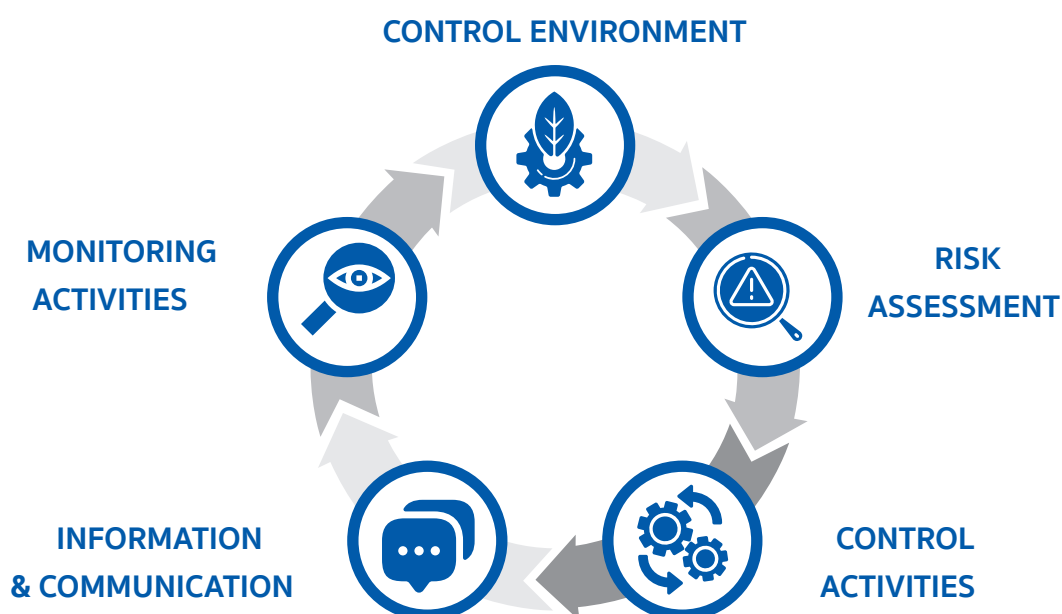 CONTROL ENVIRONMENT
RISK
ASSESSMENT
CONTROL
ACTIVITIES
INFORMATION
& COMMUNICATION
MONITORING
ACTIVITIES